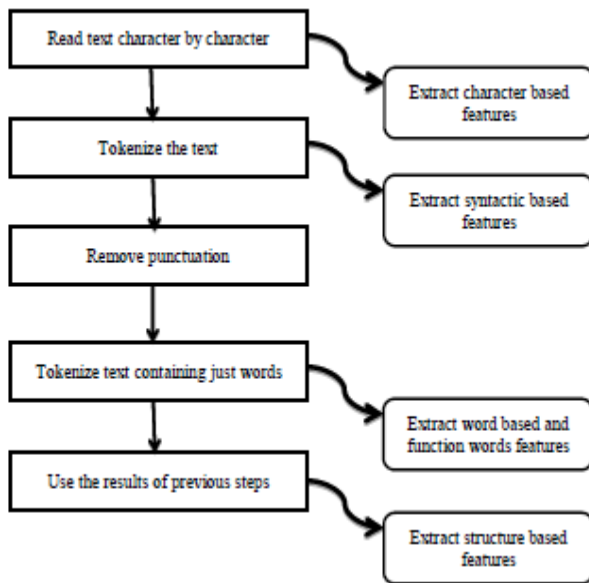 Read text character by character
Extract character based
features
Tokenize the text
Extract syntactic based
features
Remove punctuation
Tokenize text containing just words
Extract word based and
function words features
Use the results of previous steps
Extract structure based
features